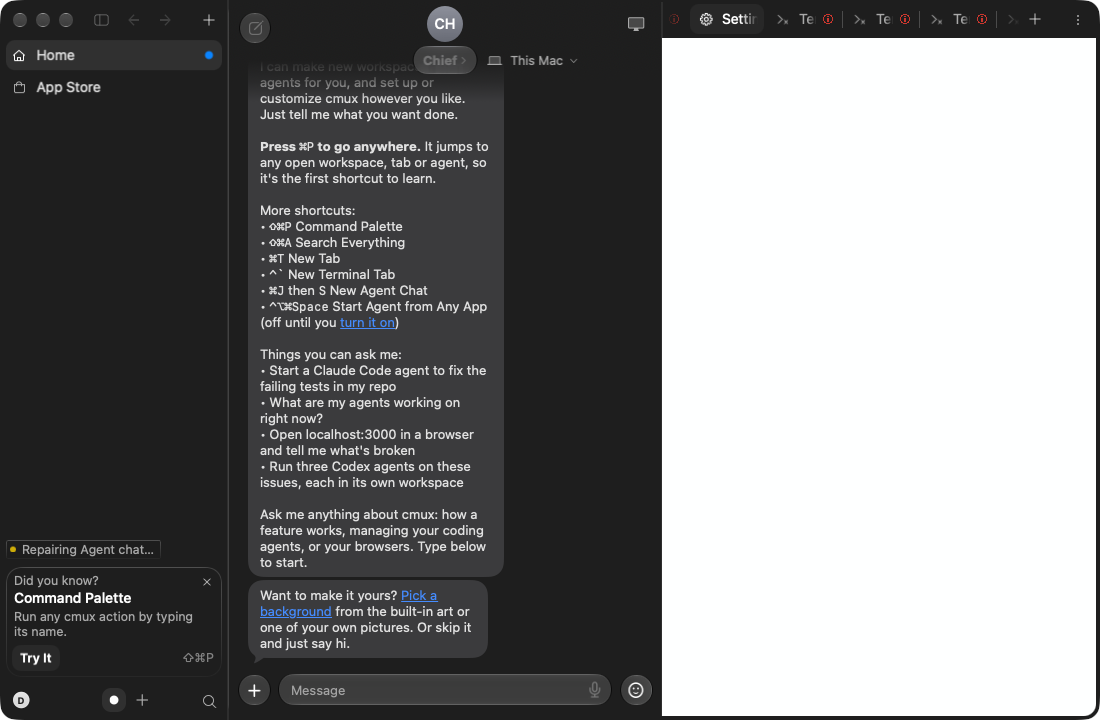 Home
App Store
Repairing Agent chat...
Did you know?
Command Palette
Run any cmux action by typing
its name.
Try It
⇧⌘P
D
CH
Chief
This Mac
I can make new workspac
agents for you, and set up or
customize cmux however you like.
Just tell me what you want done.
Press ⌘P to go anywhere. It jumps to
any open workspace, tab or agent, so
it's the first shortcut to learn.
More shortcuts:
• ⇧⌘P Command Palette
• ⇧⌘A Search Everything
• ⌘T New Tab
• ^` New Terminal Tab
• ⌘J then S New Agent Chat
• ^⌥⌘Space Start Agent from Any App
(off until you turn it on)
Things you can ask me:
• Start a Claude Code agent to fix the
failing tests in my repo
• What are my agents working on
right now?
• Open localhost:3000 in a browser
and tell me what's broken
• Run three Codex agents on these
issues, each in its own workspace
Ask me anything about cmux: how a
feature works, managing your coding
agents, or your browsers. Type below
to start.
Want to make it yours? Pick a
background from the built-in art or
one of your own pictures. Or skip it
and just say hi.
Message
Settin
Te
Te
Te